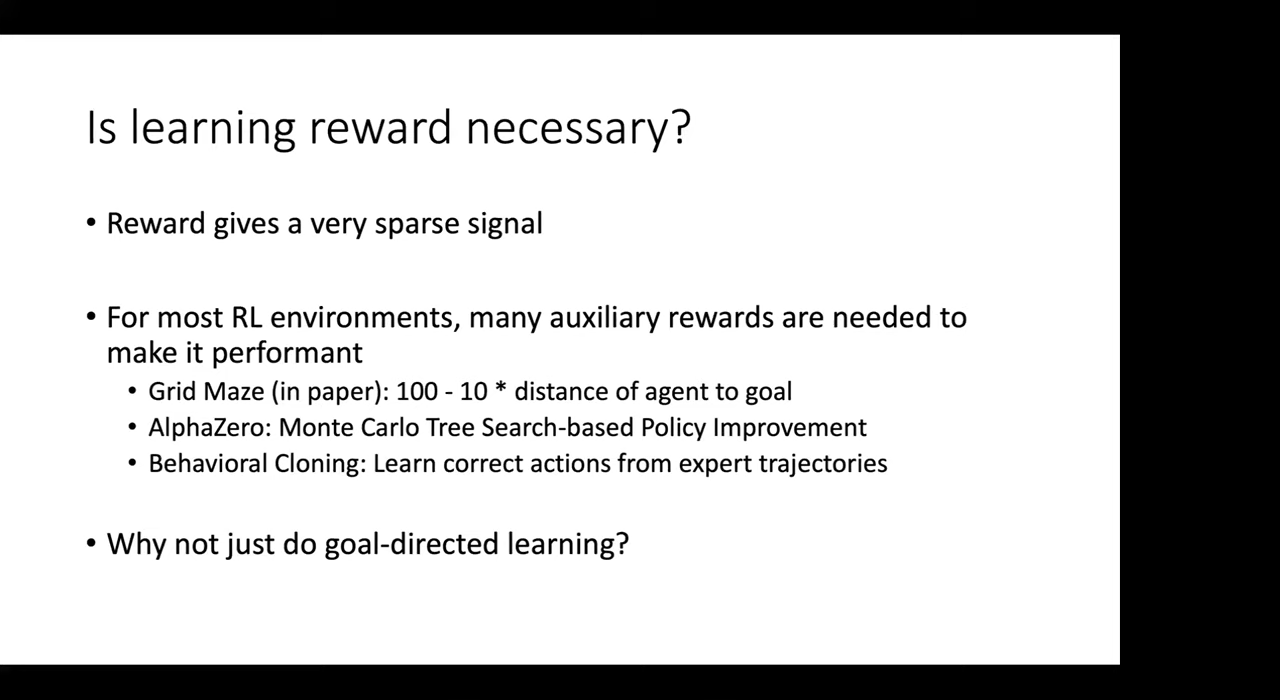 Is learning reward necessary?
• Reward gives a very sparse signal
• For most RL environments, many auxiliary rewards are needed to
make it performant
• Grid Maze (in paper): 100 - 10 * distance of agent to goal
• AlphaZero: Monte Carlo Tree Search-based Policy Improvement
• Behavioral Cloning: Learn correct actions from expert trajectories
• Why not just do goal-directed learning?